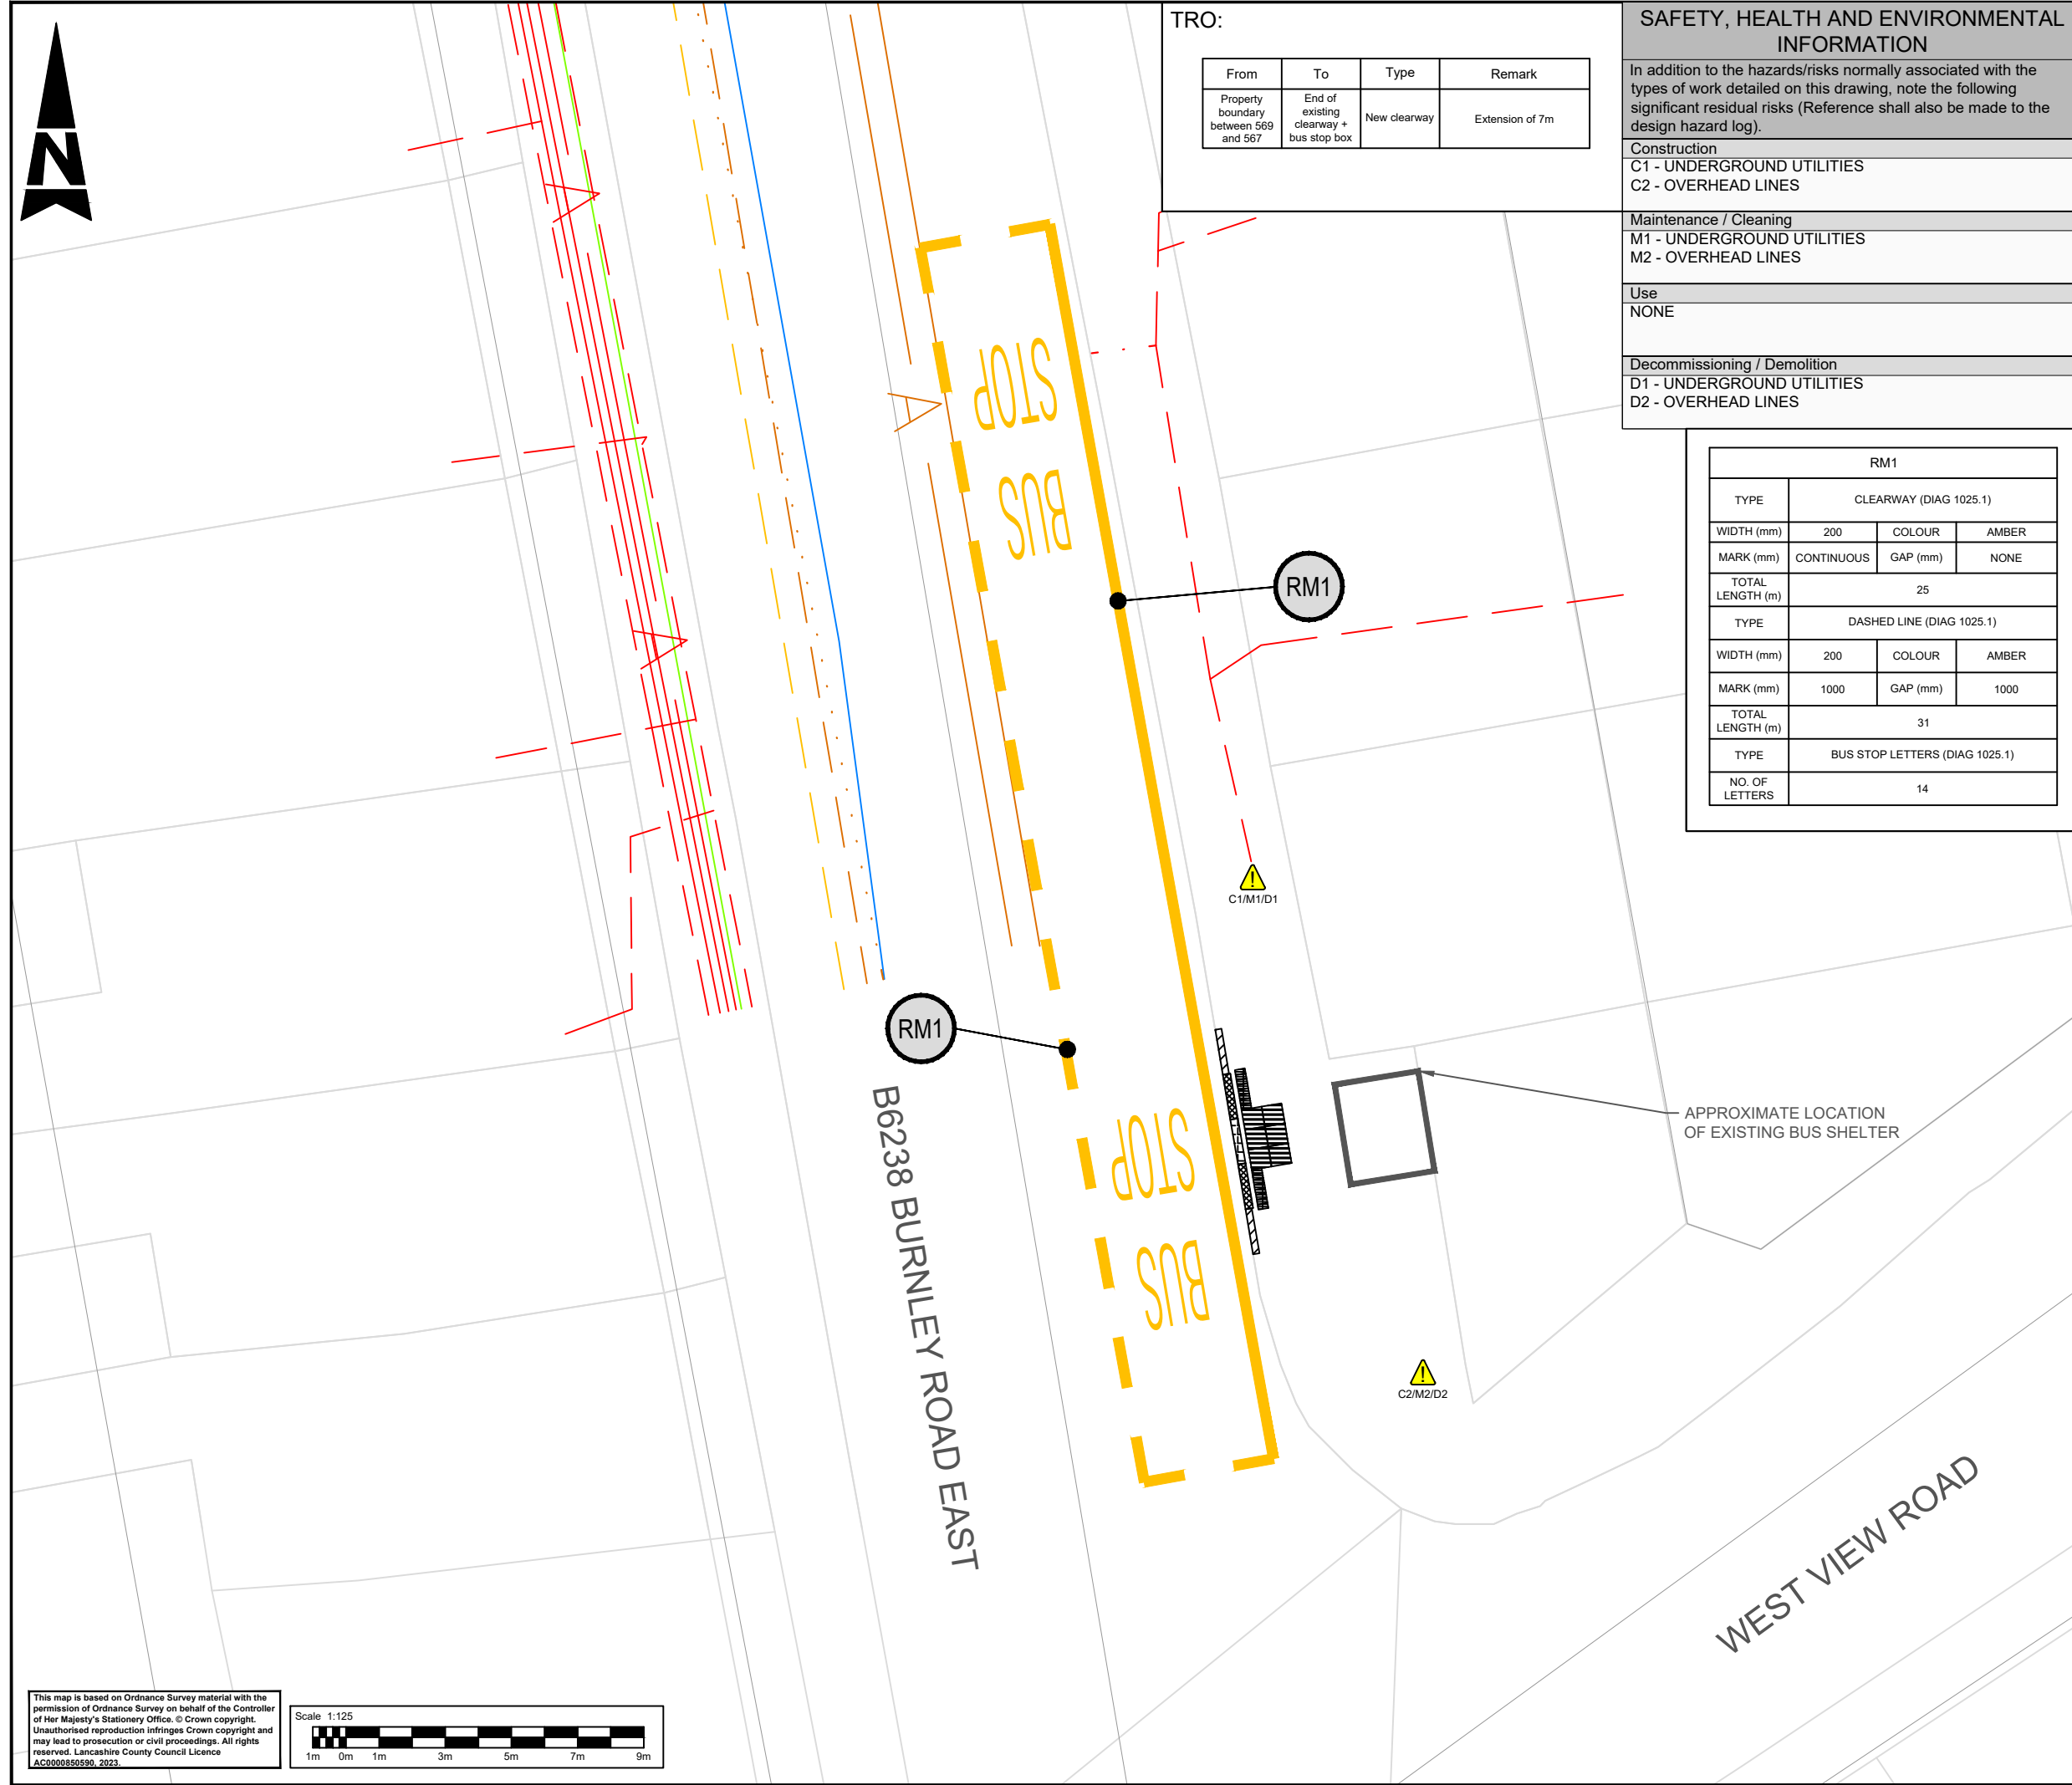 N
TRO:
From To Type Remark
Property
boundary
between 569
and 567
End of
existing
clearway +
bus stop box
New clearway
Extension of 7m
SAFETY, HEALTH AND ENVIRONMENTAL
INFORMATION
In addition to the hazards/risks normally associated with the
types of work detailed on this drawing, note the following
significant residual risks (Reference shall also be made to the
design hazard log).
Construction
C1 - UNDERGROUND UTILITIES
C2 - OVERHEAD LINES
Maintenance / Cleaning
M1 - UNDERGROUND UTILITIES
M2 - OVERHEAD LINES
Use
NONE
Decommissioning / Demolition
D1 - UNDERGROUND UTILITIES
D2 - OVERHEAD LINES
RM1
TYPE CLEARWAY (DIAG 1025.1)
WIDTH (mm) 200 COLOUR AMBER
MARK (mm) CONTINUOUS GAP (mm) NONE
TOTAL
LENGTH (m)
25
TYPE DASHED LINE (DIAG 1025.1)
WIDTH (mm) 200 COLOUR AMBER
MARK (mm) 1000 GAP (mm) 1000
TOTAL
LENGTH (m)
31
TYPE BUS STOP LETTERS (DIAG 1025.1)
NO. OF
LETTERS
14
STOP
BUS
RM1
C1/M1/D1
RM1
APPROXIMATE LOCATION
OF EXISTING BUS SHELTER
STOP
BUS
B6238 BURNLEY ROAD EAST
C2/M2/D2
WEST VIEW ROAD
This map is based on Ordnance Survey material with the
permission of Ordnance Survey on behalf of the Controller
of Her Majesty's Stationery Office. © Crown copyright.
Unauthorised reproduction infringes Crown copyright and
may lead to prosecution or civil proceedings. All rights
reserved. Lancashire County Council Licence
AC0000850590, 2023.
Scale 1:125
1m 0m 1m 3m 5m 7m 9m